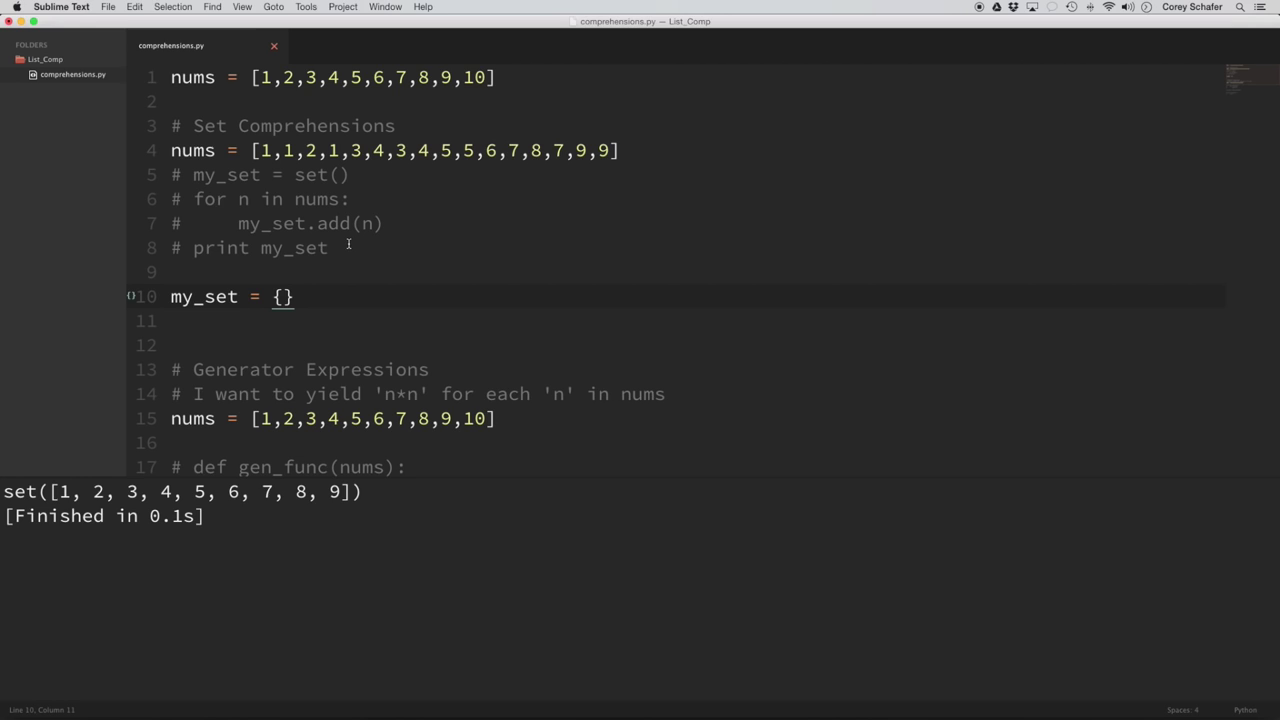 Sublime Text File Edit Selection Find View Goto Tools Project Window Help Corey Schafer
comprehensions.py — List_Comp
FOLDERS
List_Comp
comprehensions.py
comprehensions.py
1 nums = [1,2,3,4,5,6,7,8,9,10]
2
3 # Set Comprehensions
4 nums = [1,1,2,1,3,4,3,4,5,5,6,7,8,7,9,9]
5 # my_set = set()
6 # for n in nums:
7 #     my_set.add(n)
8 # print my_set
9
{} 10 my_set = {}
11
12
13 # Generator Expressions
14 # I want to yield 'n*n' for each 'n' in nums
15 nums = [1,2,3,4,5,6,7,8,9,10]
16
17 # def gen_func(nums):
set([1, 2, 3, 4, 5, 6, 7, 8, 9])
[Finished in 0.1s]
Line 10, Column 11 Spaces: 4 Python